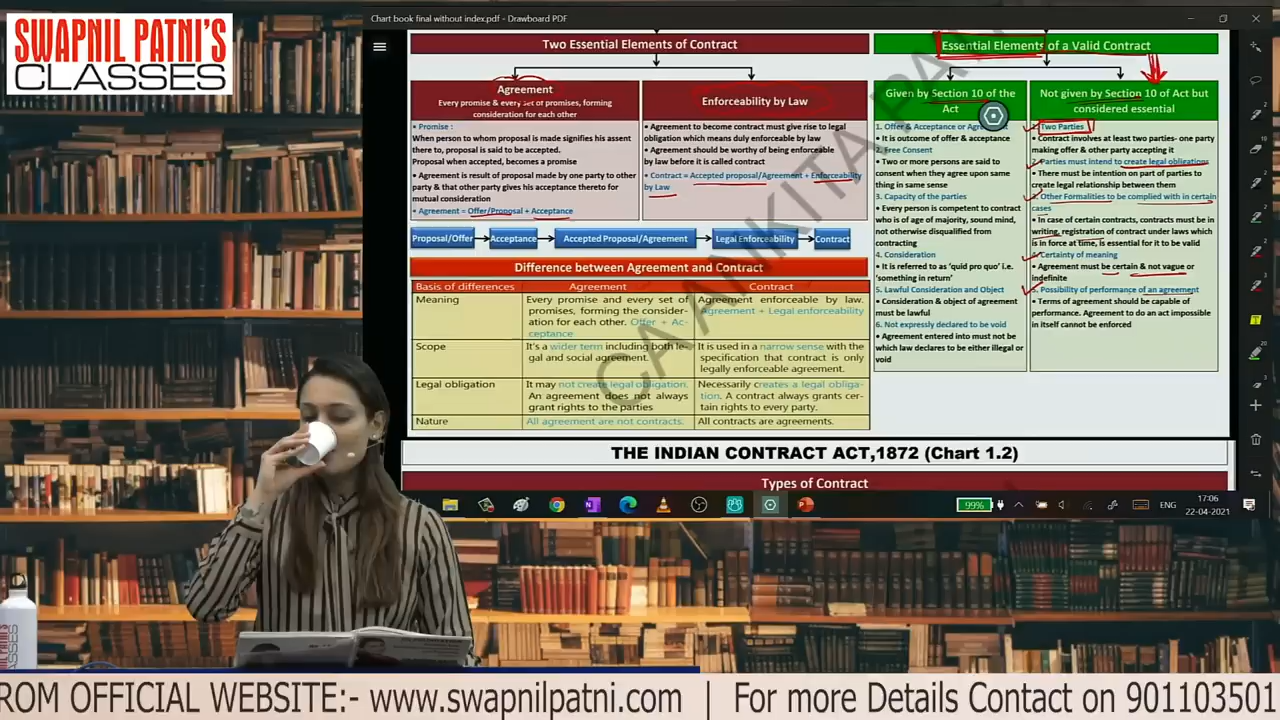 SWAPNIL PATNI'S
CLASSES
Chart book final without index.pdf - Drawboard PDF
Two Essential Elements of Contract
Agreement
Every promise & every set of promises, forming
consideration for each other
• Promise :
When person to whom proposal is made signifies his assent
there to, proposal is said to be accepted.
Proposal when accepted, becomes a promise
• Agreement is result of proposal made by one party to other
party & that other party gives his acceptance thereto for
mutual consideration
• Agreement = Offer/Proposal + Acceptance
Enforceability by Law
• Agreement to become contract must give rise to legal
obligation which means duly enforceable by law
• Agreement should be worthy of being enforceable
by law before it is called contract
• Contract = Accepted proposal/Agreement + Enforceability
by Law
Proposal/Offer
Acceptance
Accepted Proposal/Agreement
Legal Enforceability
Contract
Difference between Agreement and Contract
Basis of differences Agreement Contract
Meaning
Every promise and every set of
promises, forming the consider-
ation for each other. Offer + Ac-
ceptance
Agreement enforceable by law.
Agreement + Legal enforceability
Scope
It's a wider term including both le-
gal and social agreement.
It is used in a narrow sense with the
specification that contract is only
legally enforceable agreement.
Legal obligation
It may not create legal obligation.
An agreement does not always
grant rights to the parties
Necessarily creates a legal obliga-
tion. A contract always grants cer-
tain rights to every party.
Nature
All agreement are not contracts.
All contracts are agreements.
Essential Elements of a Valid Contract
Given by Section 10 of the
Act
1. Offer & Acceptance or Agre
• It is outcome of offer & acceptance
2. Free Consent
• Two or more persons are said to
consent when they agree upon same
thing in same sense
3. Capacity of the parties
• Every person is competent to contract
who is of age of majority, sound mind,
not otherwise disqualified from
contracting
4. Consideration
• It is referred to as 'quid pro quo' i.e.
'something in return'
5. Lawful Consideration and Object
• Consideration & object of agreement
must be lawful
6. Not expressly declared to be void
• Agreement entered into must not be
which law declares to be either illegal or
void
Not given by Section 10 of Act but
considered essential
Two Parties
• Contract involves at least two parties- one party
making offer & other party accepting it
2. Parties must intend to create legal obligations
• There must be intention on part of parties to
create legal relationship between them
3. Other Formalities to be complied with in certain
cases
• In case of certain contracts, contracts must be in
writing, registration of contract under laws which
is in force at time, is essential for it to be valid
4. Certainty of meaning
• Agreement must be certain & not vague or
indefinite
5. Possibility of performance of an agreement
• Terms of agreement should be capable of
performance. Agreement to do an act impossible
in itself cannot be enforced
THE INDIAN CONTRACT ACT,1872 (Chart 1.2)
Types of Contract
99%
ENG
17:06
22-04-2021
ROM OFFICIAL WEBSITE:- www.swapnilpatni.com | For more Details Contact on 901103501